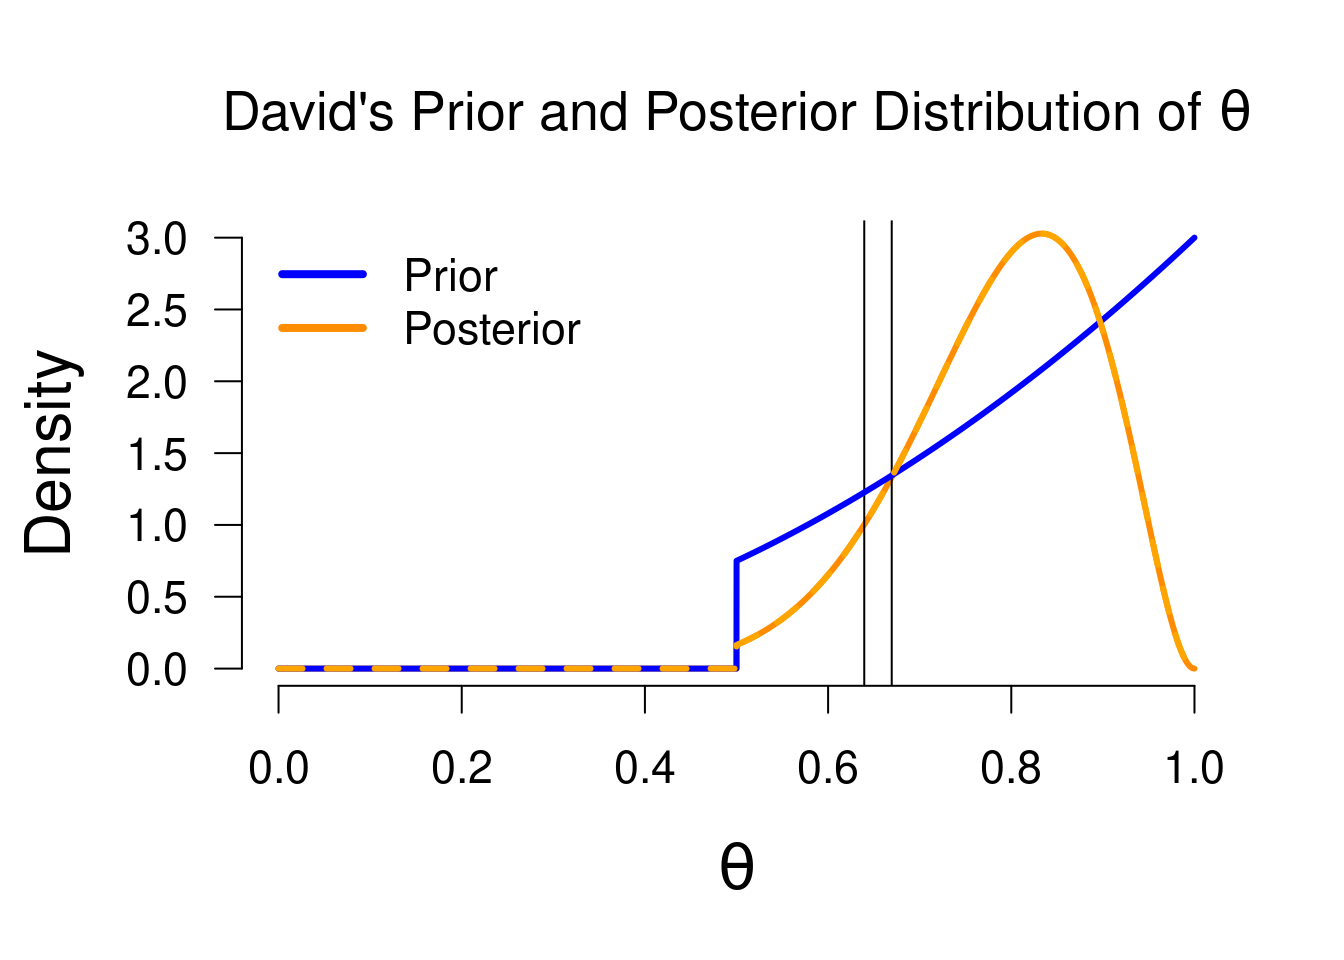 David's Prior and Posterior Distribution of θ
3.0
2.5
2.0
1.5
1.0
0.5
0.0
Density
Prior
Posterior
0.0 0.2 0.4 0.6 0.8 1.0
θ